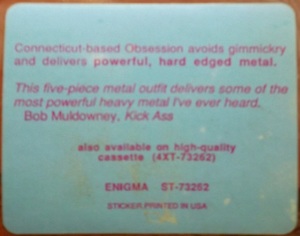 Connecticut-based Obsession avoids gimmickry
and delivers powerful, hard edged metal.
This five-piece metal outfit delivers some of the
most powerful heavy metal I've ever heard.
Bob Muldowney, Kick Ass
also available on high-quality
cassette (4XT-73262)
ENIGMA ST-73262
STICKER PRINTED IN USA